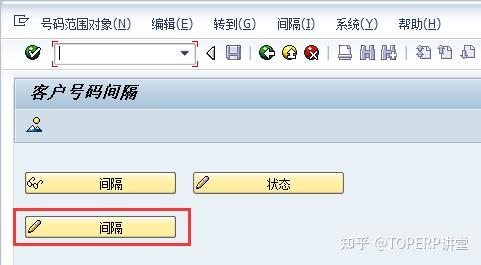 号码范围对象(N) 编辑(E) 转到(G) 间隔(I) 系统(Y) 帮助(H)
客户号码间隔
间隔 状态
间隔
知乎 @TOPERP讲堂